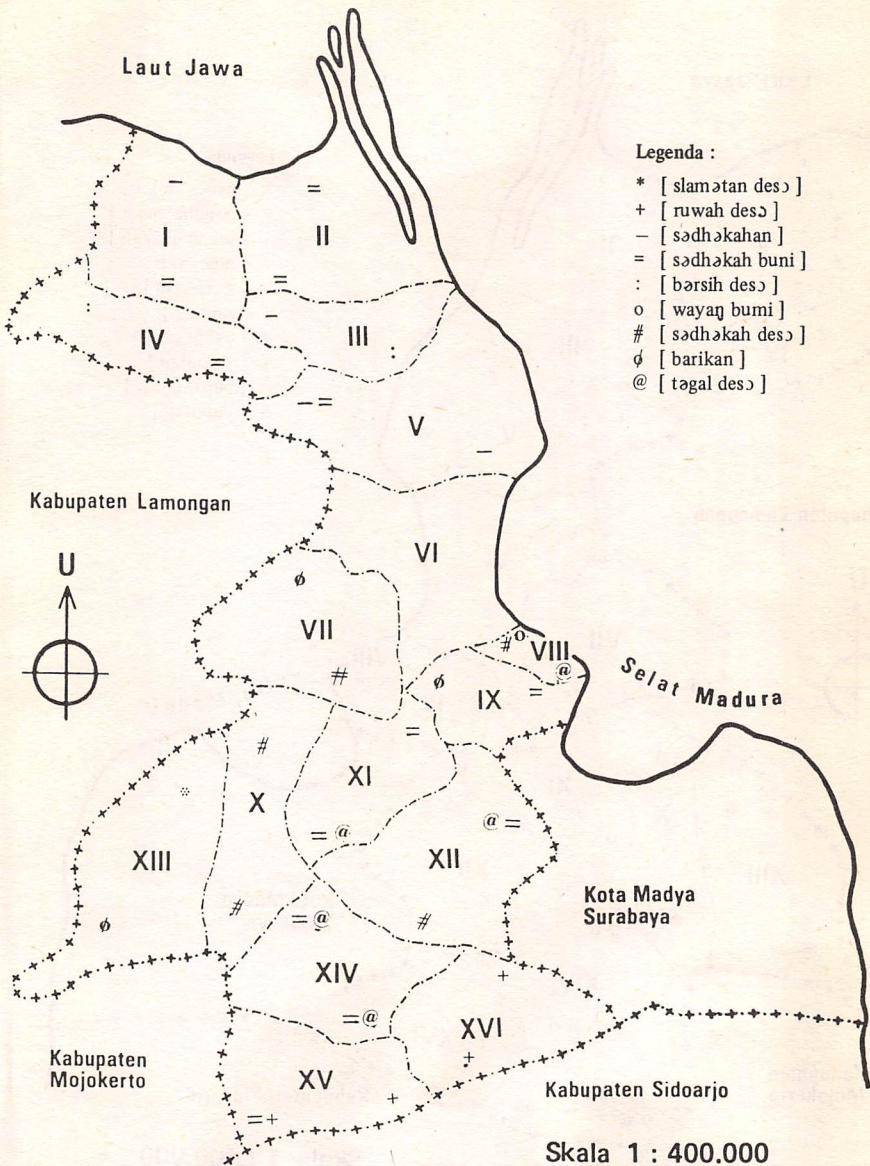 Laut Jawa
Legenda :
* [ slamətan desɔ ]
+ [ ruwah desɔ ]
– [ sədhəkahan ]
= [ sədhəkah buni ]
: [ bərsih desɔ ]
o [ wayaŋ bumi ]
# [ sədhəkah desɔ ]
ϕ [ barikan ]
@ [ təgal desɔ ]
–
=
I
II
=
=
:
–
IV
III
:
=
– =
V
–
Kabupaten Lamongan
U
VI
ϕ
VII
# o
VIII
@
Selat Madura
#
ϕ
IX
=
#
=
XI
*
X
= @
@ =
XIII
XII
Kota Madya
Surabaya
ϕ
#
= @
#
XIV
+
= @
XVI
+
Kabupaten
Mojokerto
XV
+
= +
Kabupaten Sidoarjo
Skala 1 : 400.000